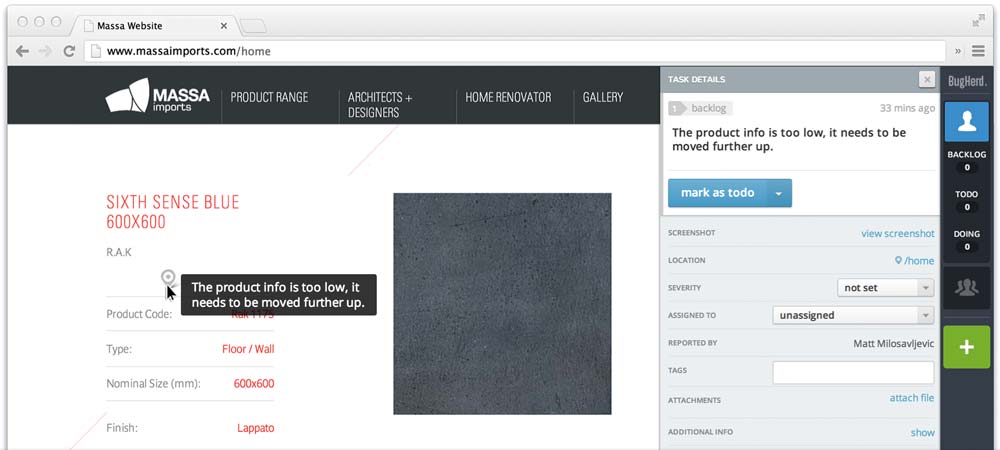 Massa Website
www.massaimports.com/home
MASSA
imports
PRODUCT RANGE
ARCHITECTS +
DESIGNERS
HOME RENOVATOR
GALLERY
SIXTH SENSE BLUE
600X600
R.A.K
The product info is too low, it
needs to be moved further up.
Product Code: Rak 1175
Type: Floor / Wall
Nominal Size (mm): 600x600
Finish: Lappato
TASK DETAILS
1 backlog 33 mins ago
The product info is too low, it needs to be
moved further up.
mark as todo
SCREENSHOT view screenshot
LOCATION /home
SEVERITY not set
ASSIGNED TO unassigned
REPORTED BY Matt Milosavljevic
TAGS
ATTACHMENTS attach file
ADDITIONAL INFO show
BugHerd.
BACKLOG
0
TODO
0
DOING
0